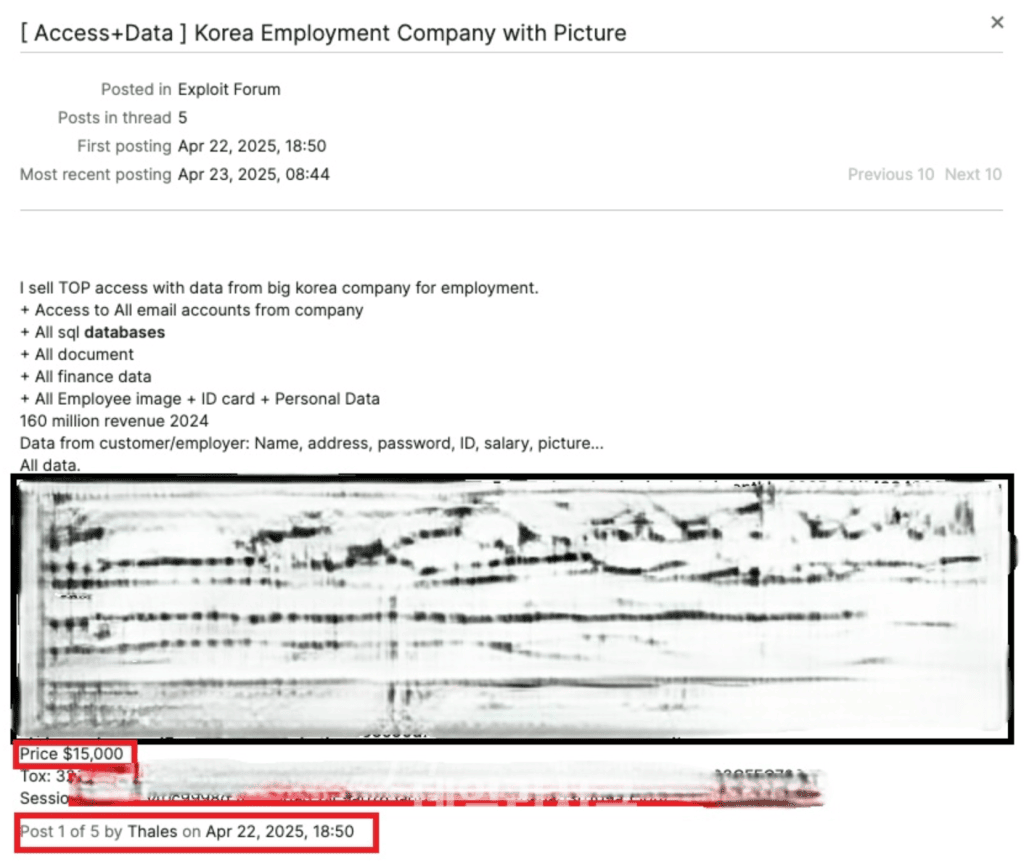 [ Access+Data ] Korea Employment Company with Picture
×
Posted in Exploit Forum
Posts in thread 5
First posting Apr 22, 2025, 18:50
Most recent posting Apr 23, 2025, 08:44
Previous 10 Next 10
I sell TOP access with data from big korea company for employment.
+ Access to All email accounts from company
+ All sql databases
+ All document
+ All finance data
+ All Employee image + ID card + Personal Data
160 million revenue 2024
Data from customer/employer: Name, address, password, ID, salary, picture...
All data.
Price $15,000
Tox:
Post 1 of 5 by Thales on Apr 22, 2025, 18:50